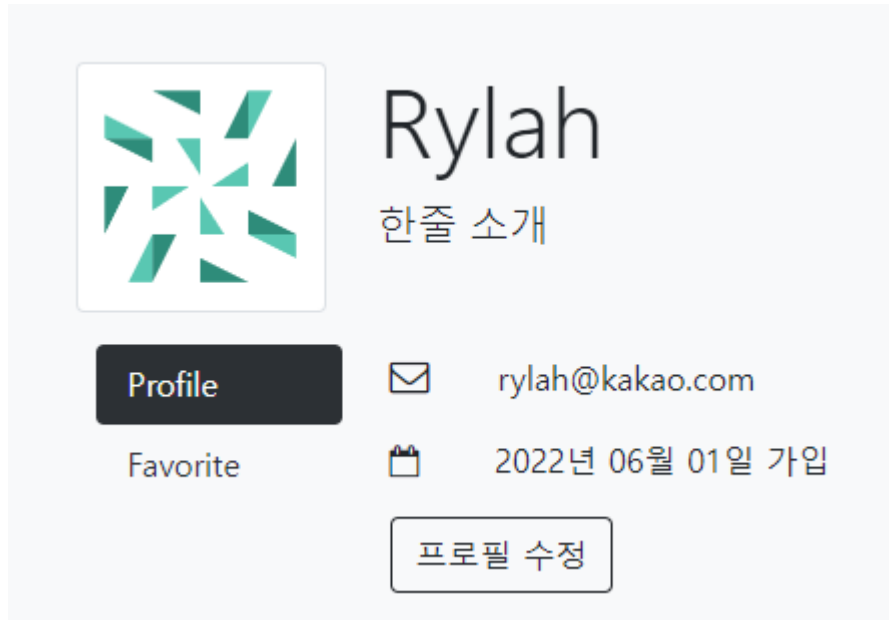 Rylah
한줄 소개
Profile
Favorite
rylah@kakao.com
2022년 06월 01일 가입
프로필 수정